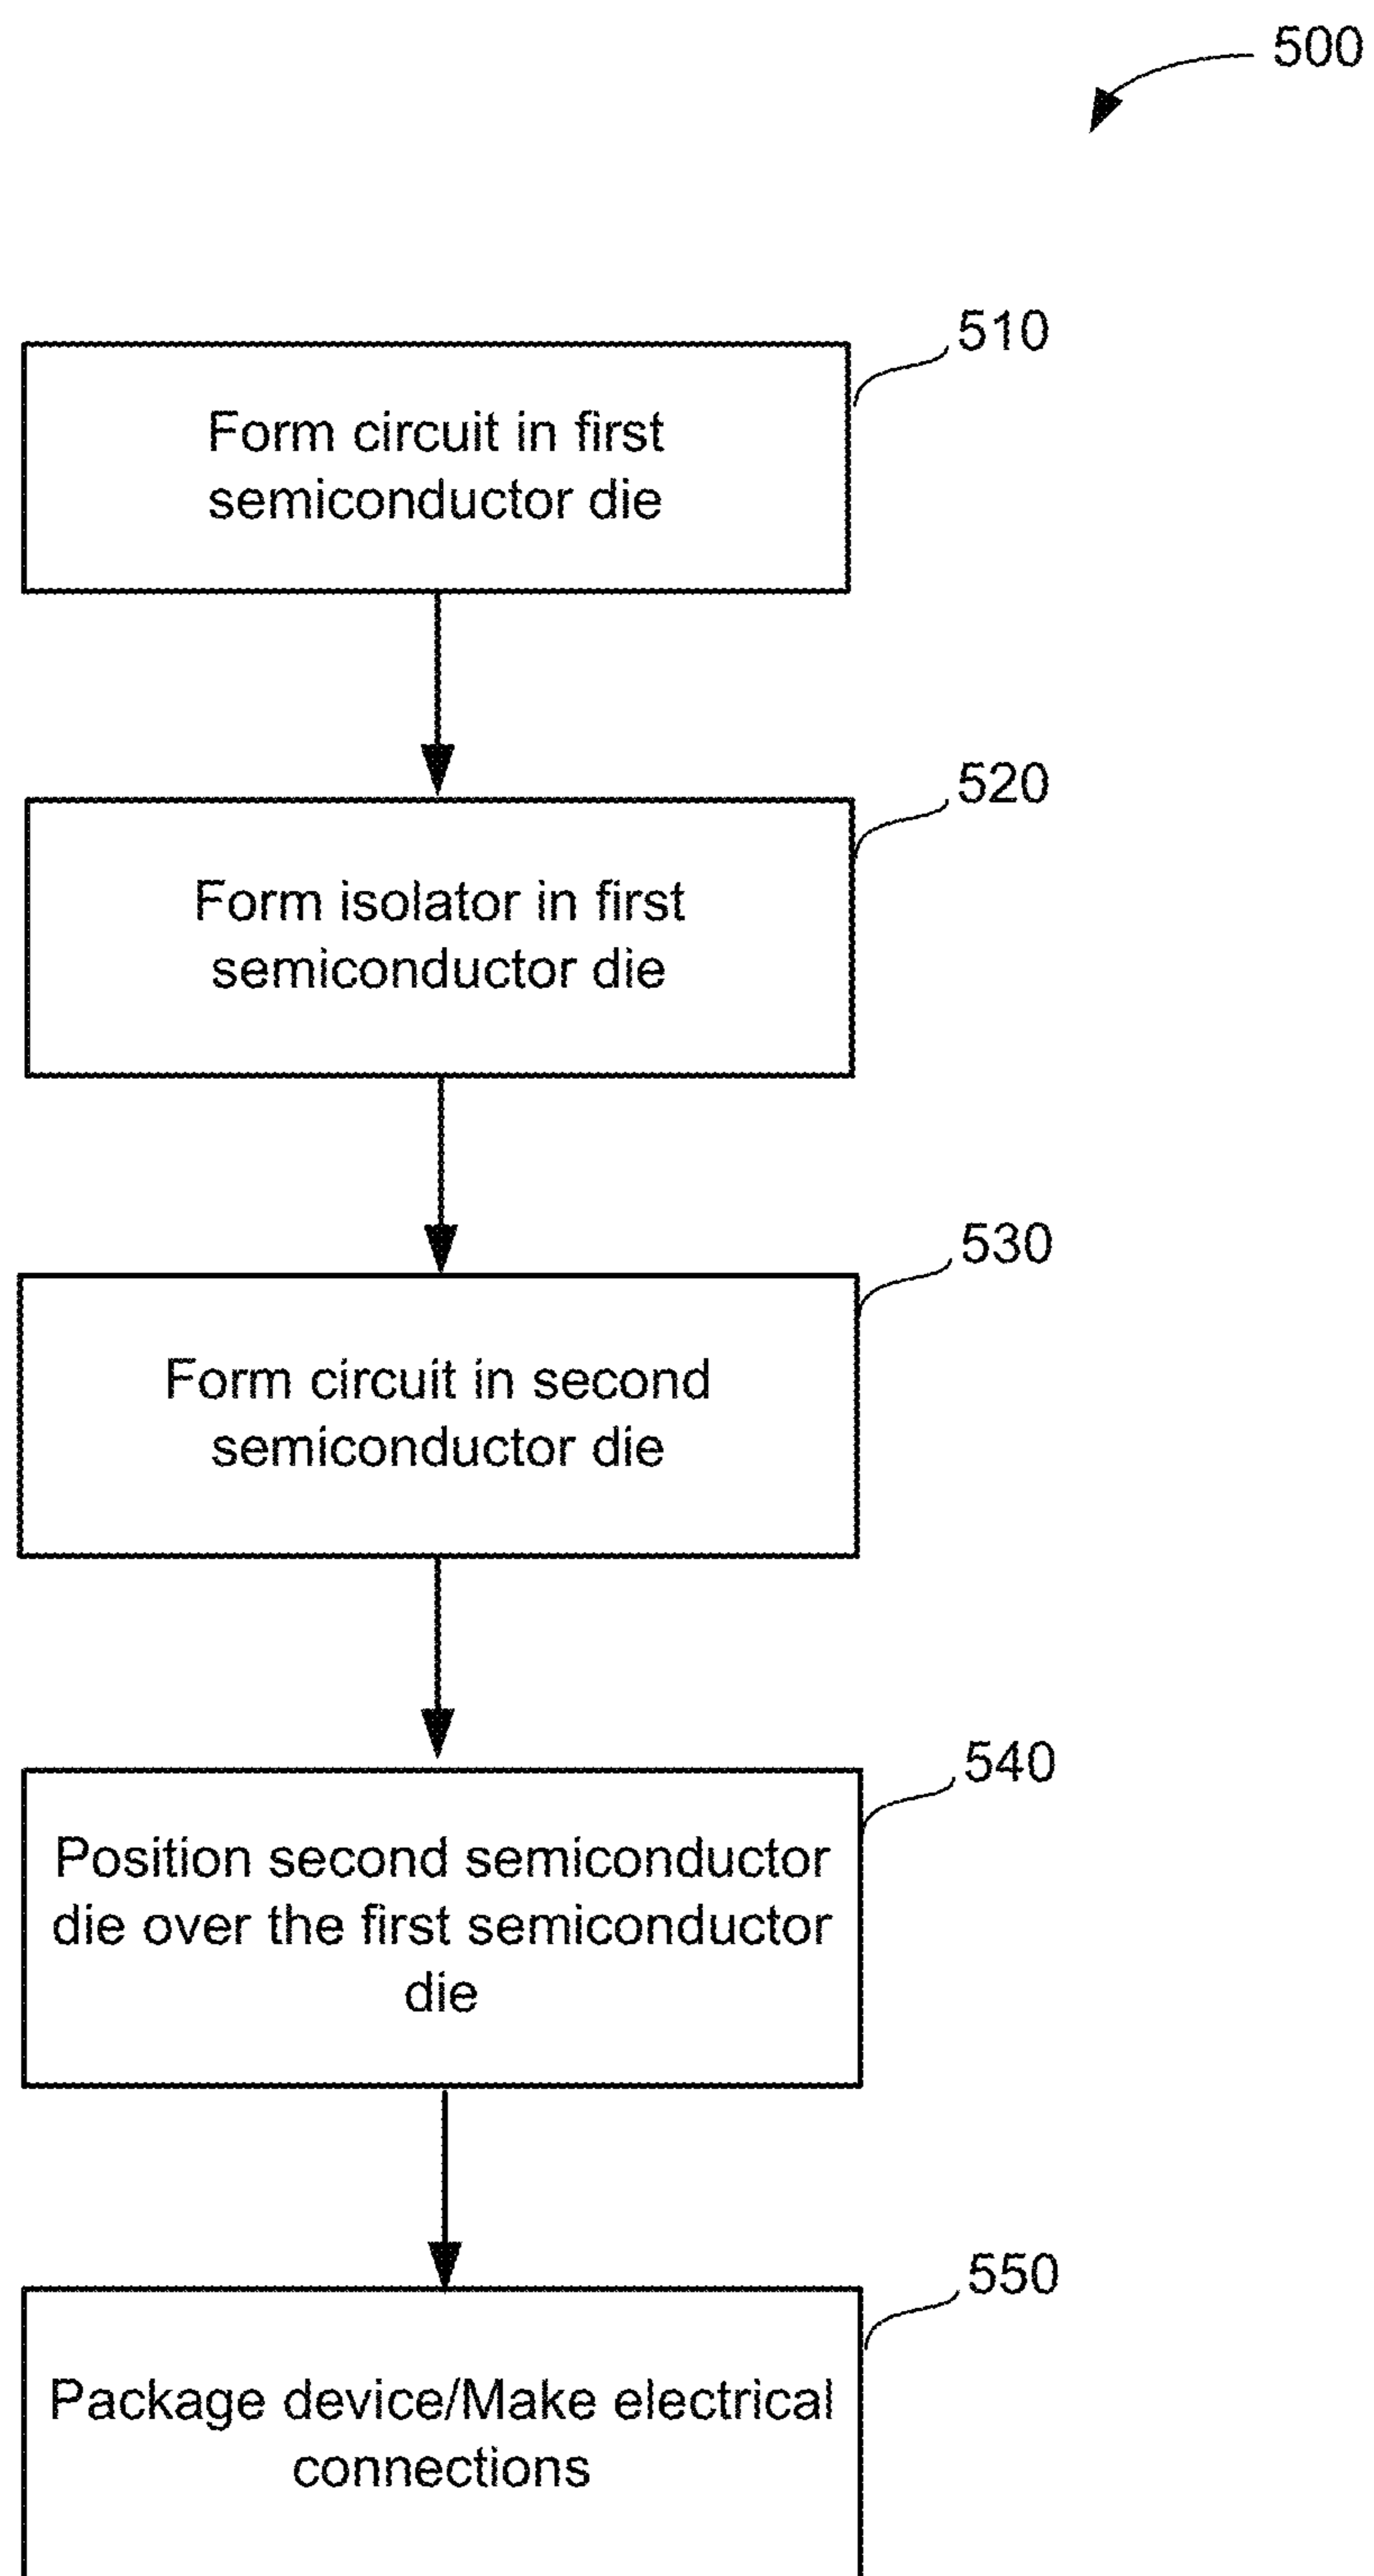 500
510
Form circuit in first
semiconductor die
520
Form isolator in first
semiconductor die
530
Form circuit in second
semiconductor die
540
Position second semiconductor
die over the first semiconductor
die
550
Package device/Make electrical
connections